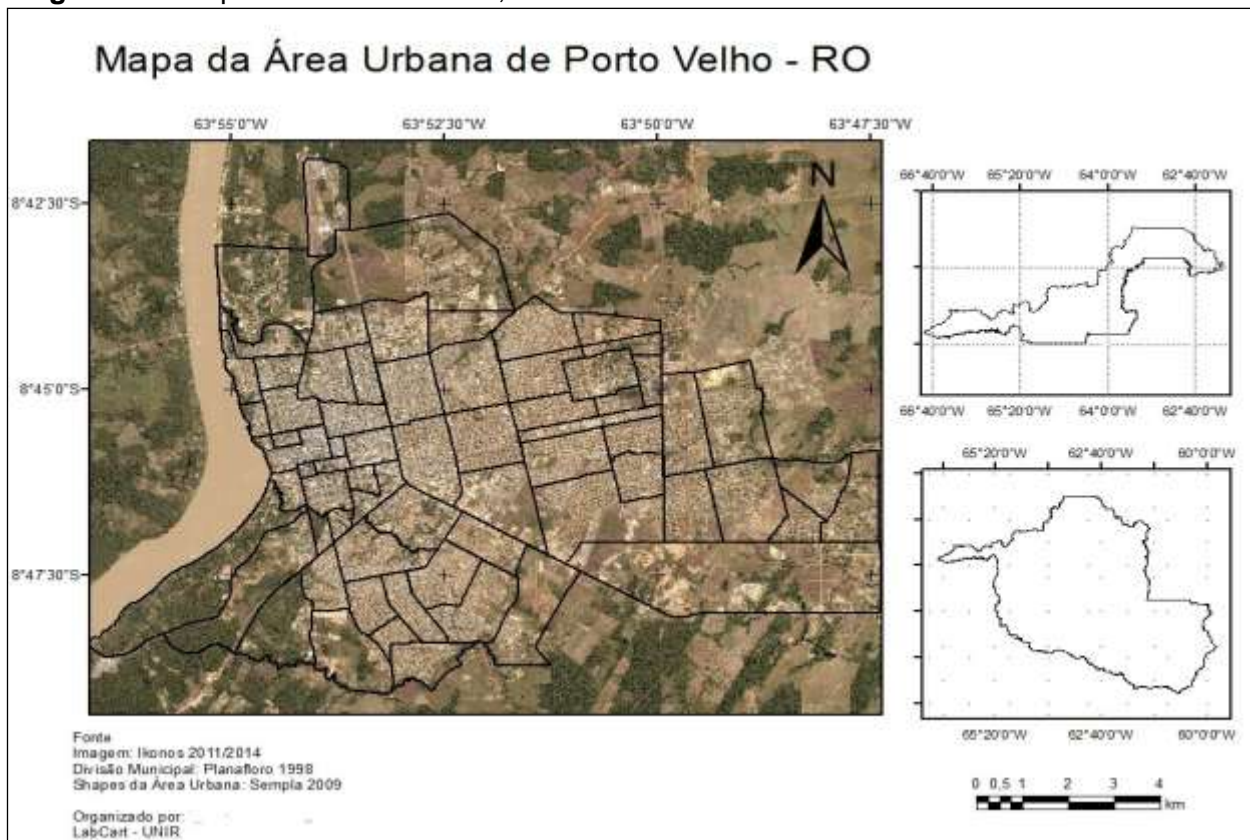 Mapa da Área Urbana de Porto Velho - RO
63°55'0"W 63°52'30"W 63°50'0"W 63°47'30"W
8°42'30"S
8°45'0"S
8°47'30"S
N
66°40'0"W 65°20'0"W 64°0'0"W 62°40'0"W
66°40'0"W 65°20'0"W 64°0'0"W 62°40'0"W
65°20'0"W 62°40'0"W 60°0'0"W
65°20'0"W 62°40'0"W 60°0'0"W
Fonte
Imagem: Ikonos 2011/2014
Divisão Municipal: Planafloro 1998
Shapes da Área Urbana: Sempla 2009
Organizado por:
LabCart - UNIR
0 0,5 1 2 3 4
km